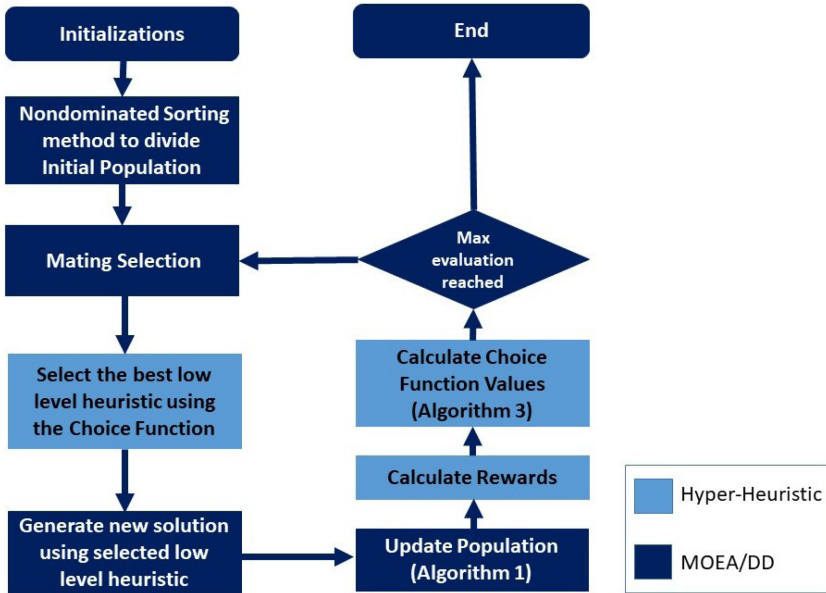 Initializations
Nondominated Sorting
method to divide
Initial Population
Mating Selection
Select the best low
level heuristic using
the Choice Function
Generate new solution
using selected low
level heuristic
Update Population
(Algorithm 1)
Calculate Rewards
Calculate Choice
Function Values
(Algorithm 3)
Max
evaluation
reached
End
Hyper-Heuristic
MOEA/DD